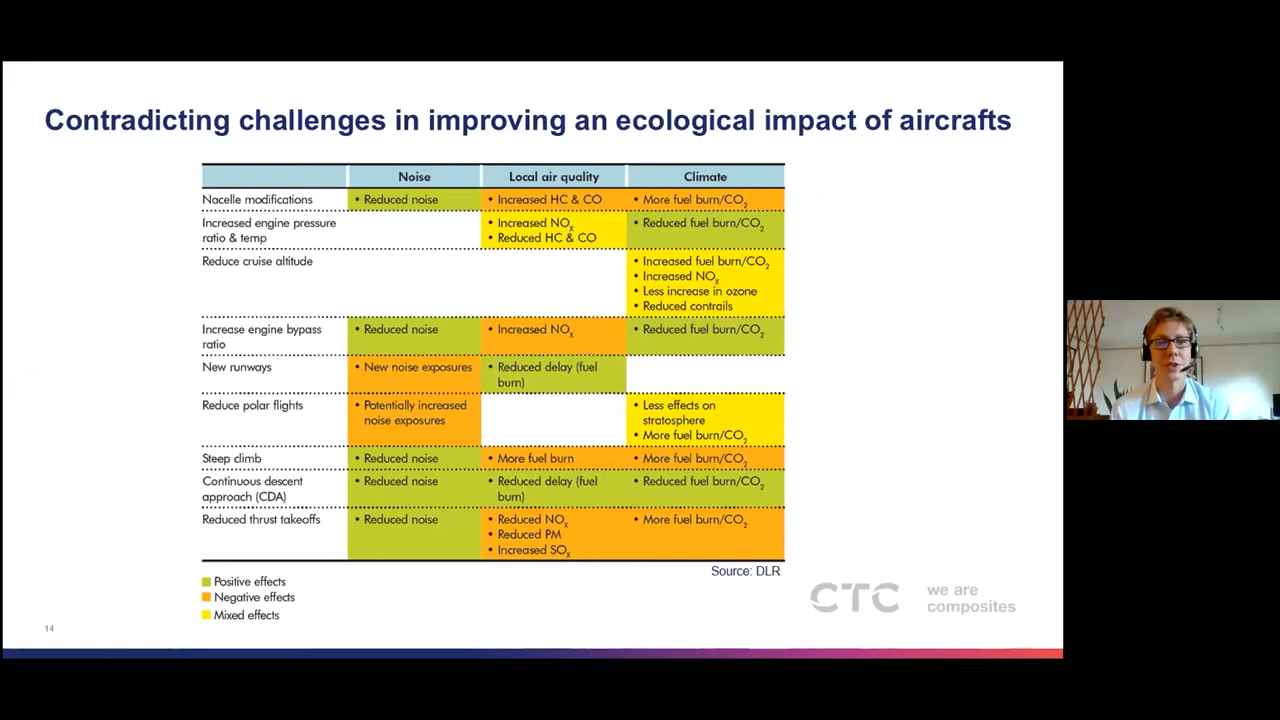 Contradicting challenges in improving an ecological impact of aircrafts
Noise Local air quality Climate
Nacelle modifications • Reduced noise • Increased HC & CO • More fuel burn/CO2
Increased engine pressure • Increased NOx • Reduced fuel burn/CO2
ratio & temp • Reduced HC & CO
Reduce cruise altitude • Increased fuel burn/CO2
• Increased NOx
• Less increase in ozone
• Reduced contrails
Increase engine bypass • Reduced noise • Increased NOx • Reduced fuel burn/CO2
ratio
New runways • New noise exposures • Reduced delay (fuel
burn)
Reduce polar flights • Potentially increased • Less effects on
noise exposures stratosphere
• More fuel burn/CO2
Steep climb • Reduced noise • More fuel burn • More fuel burn/CO2
Continuous descent • Reduced noise • Reduced delay (fuel • Reduced fuel burn/CO2
approach (CDA) burn)
Reduced thrust takeoffs • Reduced noise • Reduced NOx • More fuel burn/CO2
• Reduced PM
• Increased SOx
Source: DLR
Positive effects
Negative effects
Mixed effects
CTC we are
composites
14